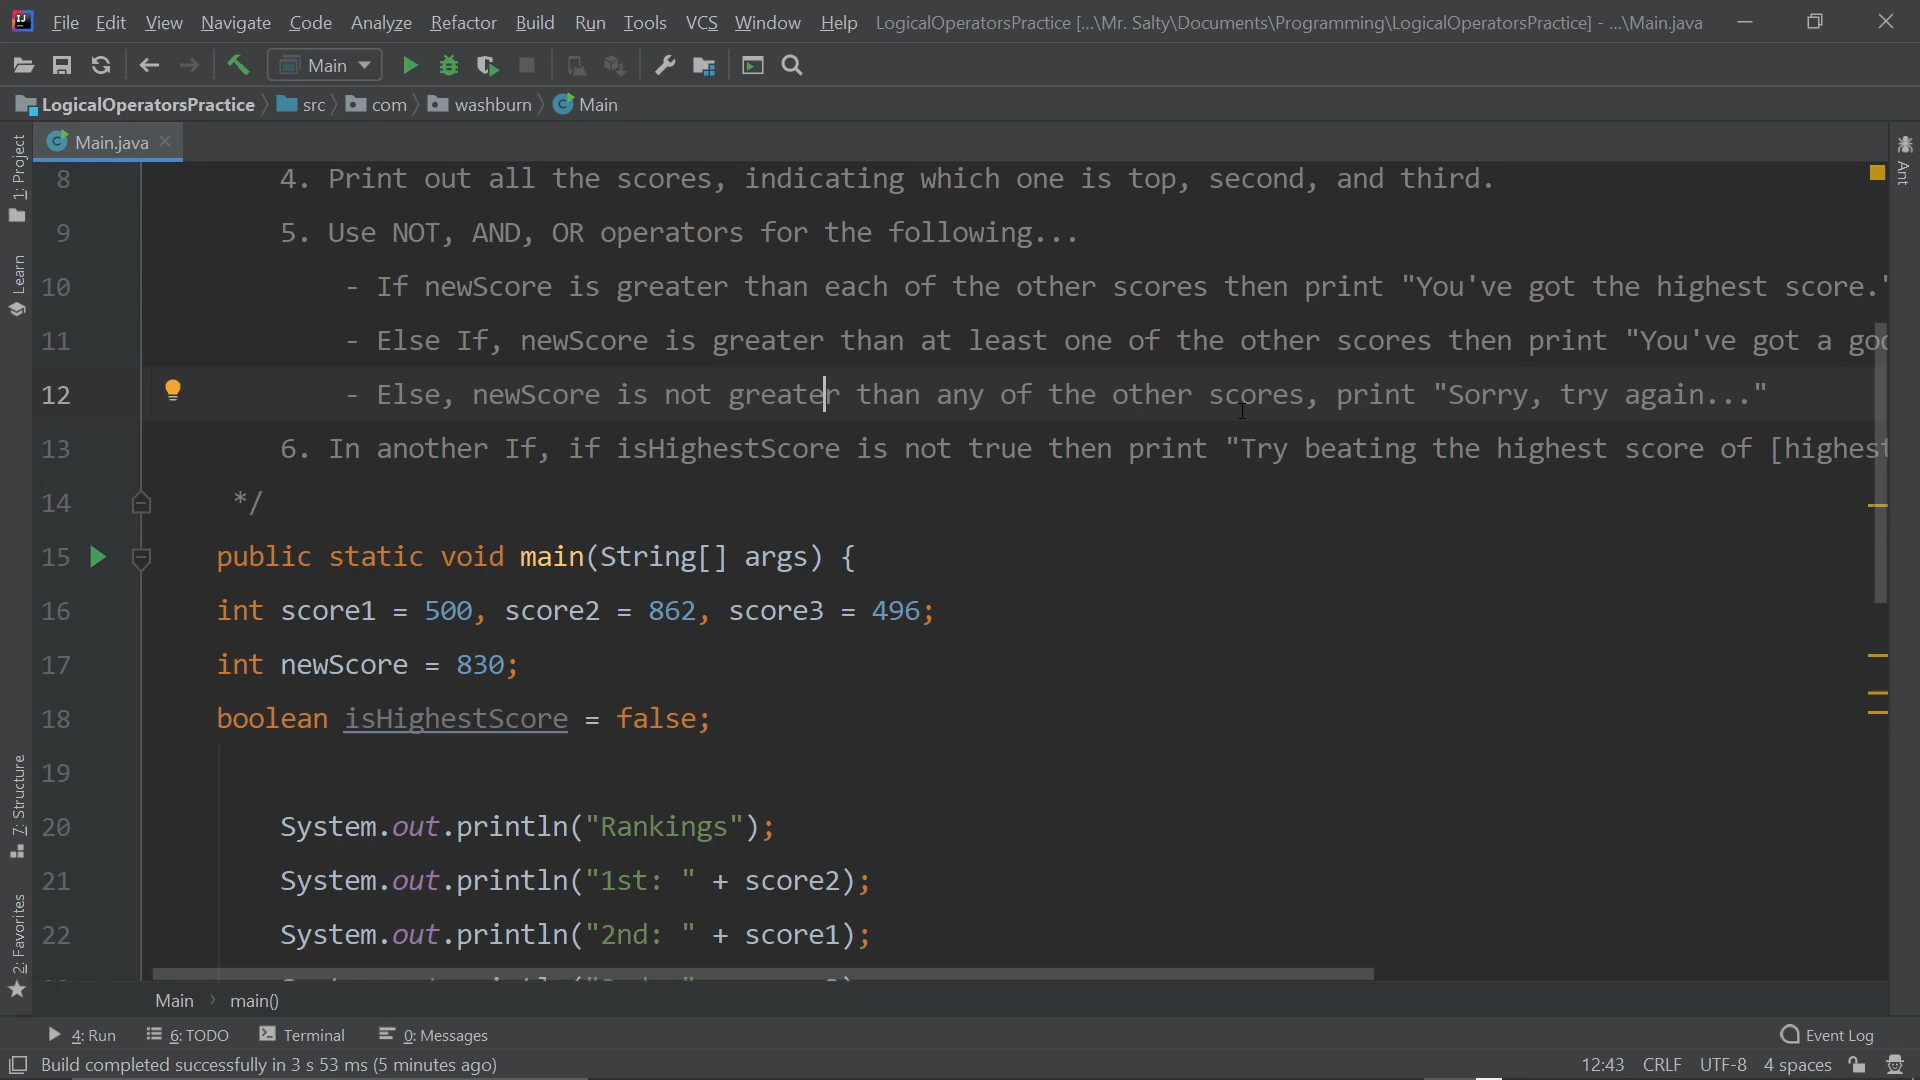 File Edit View Navigate Code Analyze Refactor Build Run Tools VCS Window Help LogicalOperatorsPractice [...\Mr. Salty\Documents\Programming\LogicalOperatorsPractice] - ...\Main.java
Main
LogicalOperatorsPractice src com washburn Main
1: Project
Learn
7: Structure
2: Favorites
Main.java
Ant
8 4. Print out all the scores, indicating which one is top, second, and third.
9 5. Use NOT, AND, OR operators for the following...
10 - If newScore is greater than each of the other scores then print "You've got the highest score.
11 - Else If, newScore is greater than at least one of the other scores then print "You've got a
12 - Else, newScore is not greater than any of the other scores, print "Sorry, try again..."
13 6. In another If, if isHighestScore is not true then print "Try beating the highest score of
14 */
15 public static void main(String[] args) {
16 int score1 = 500, score2 = 862, score3 = 496;
17 int newScore = 830;
18 boolean isHighestScore = false;
19
20 System.out.println("Rankings");
21 System.out.println("1st: " + score2);
22 System.out.println("2nd: " + score1);
Main main()
4: Run 6: TODO Terminal 0: Messages Event Log
Build completed successfully in 3 s 53 ms (5 minutes ago) 12:43 CRLF UTF-8 4 spaces